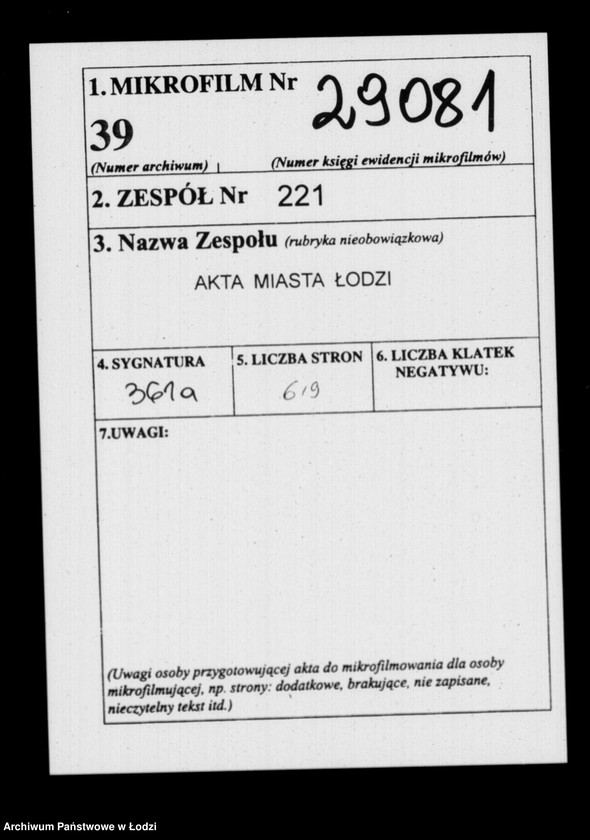 1. MIKROFILM Nr 29081
39
(Numer archiwum) (Numer księgi ewidencji mikrofilmów)
2. ZESPÓŁ Nr 221
3. Nazwa Zespołu (rubryka nieobowiązkowa)
AKTA MIASTA ŁODZI
4. SYGNATURA 5. LICZBA STRON 6. LICZBA KLATEK
NEGATYWU:
361a 619
7.UWAGI:
(Uwagi osoby przygotowującej akta do mikrofilmowania dla osoby
mikrofilmującej, np. strony: dodatkowe, brakujące, nie zapisane,
nieczytelny tekst itd.)
Archiwum Państwowe w Łodzi